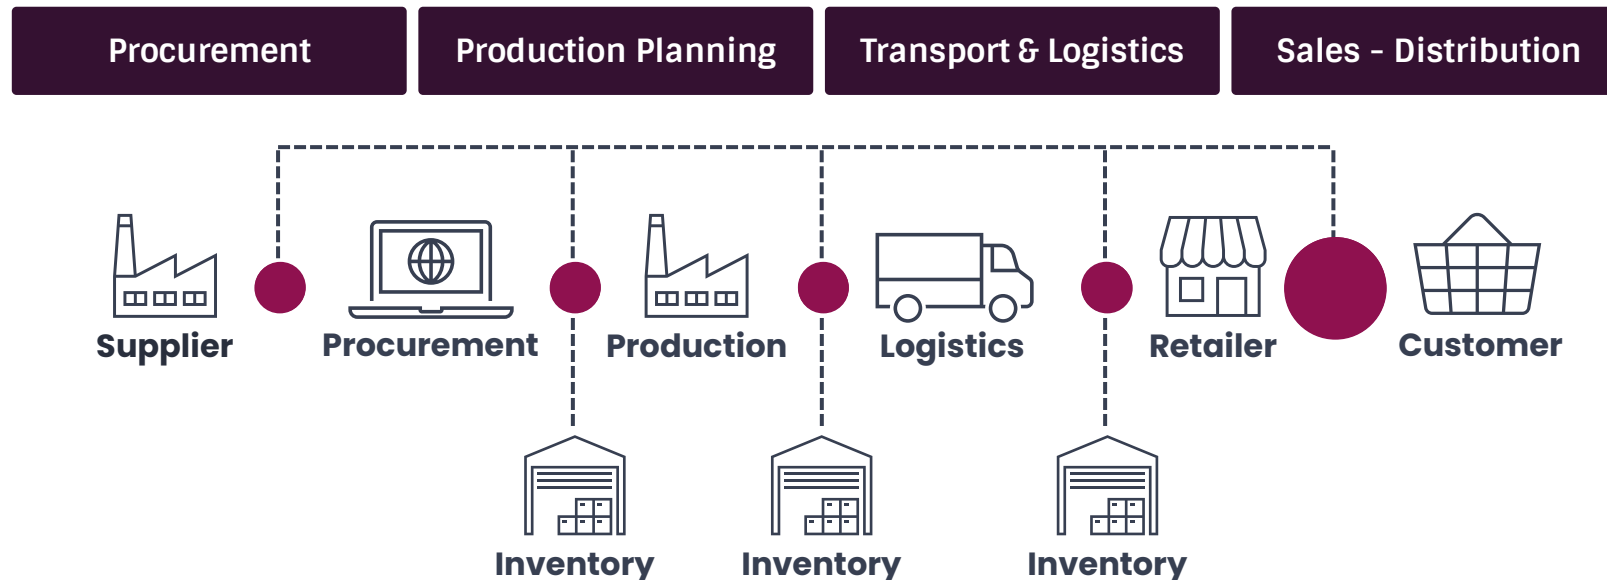 Procurement
Production Planning
Transport & Logistics
Sales - Distribution
Supplier
Procurement
Production
Logistics
Retailer
Customer
Inventory
Inventory
Inventory